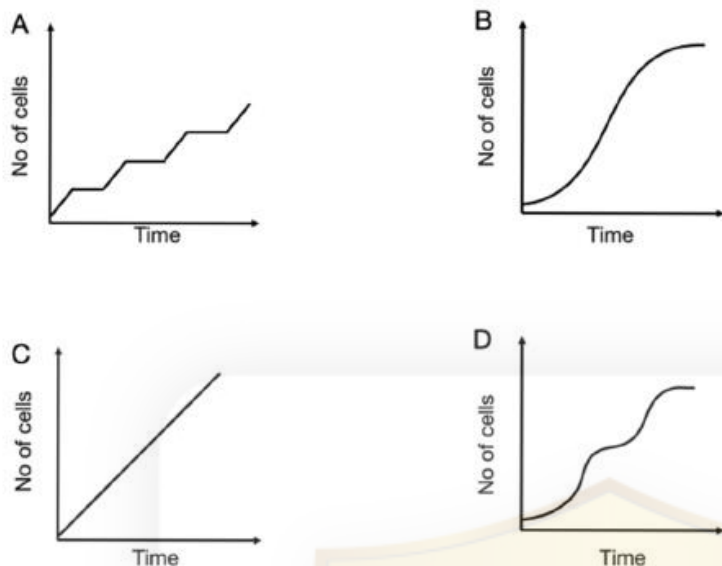 A
No of cells
Time
B
No of cells
Time
C
No of cells
Time
D
No of cells
Time